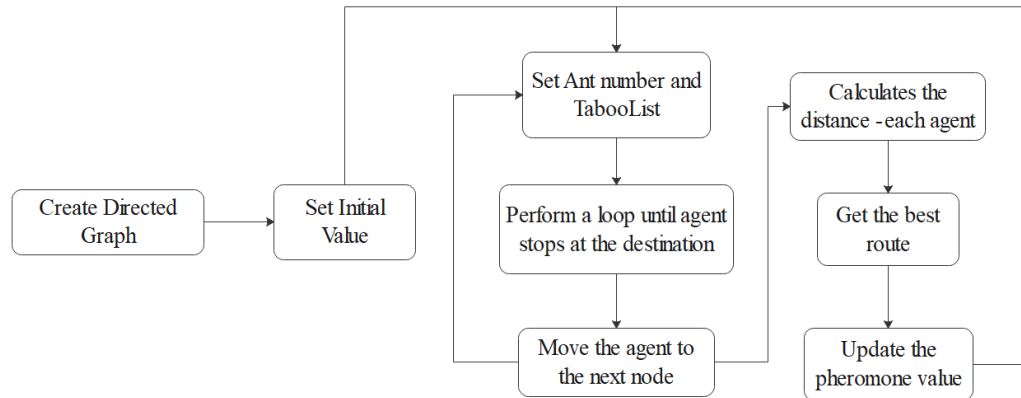 Create Directed
Graph
Set Initial
Value
Set Ant number and
TabooList
Perform a loop until agent
stops at the destination
Move the agent to
the next node
Calculates the
distance - each agent
Get the best
route
Update the
pheromone value